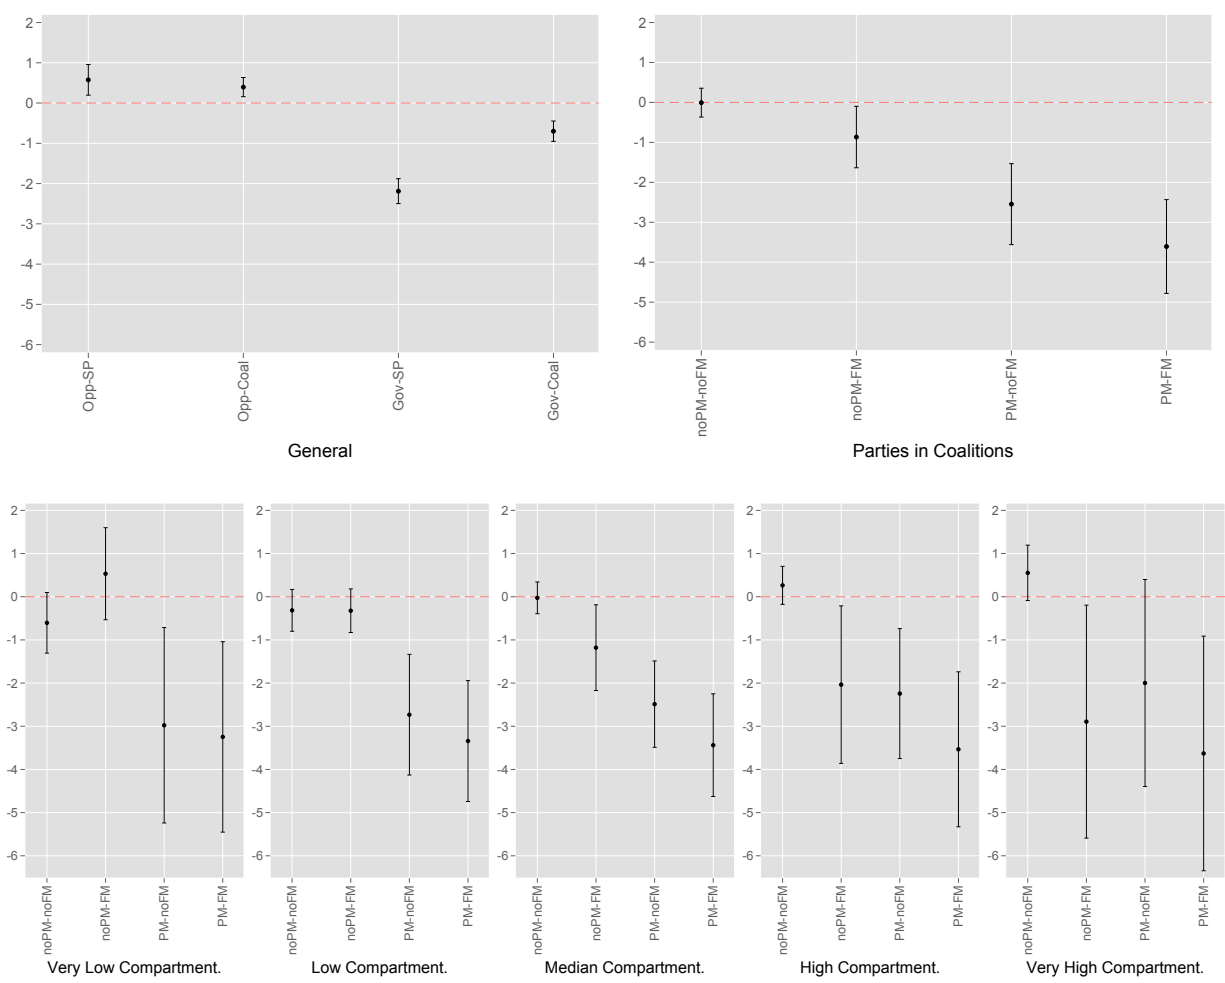 2
1
0
-1
-2
-3
-4
-5
-6
Opp-SP
Opp-Coal
Gov-SP
Gov-Coal
General
2
1
0
-1
-2
-3
-4
-5
-6
noPM-noFM
noPM-FM
PM-noFM
PM-FM
Parties in Coalitions
2
1
0
-1
-2
-3
-4
-5
-6
noPM-noFM
noPM-FM
PM-noFM
PM-FM
Very Low Compartment.
2
1
0
-1
-2
-3
-4
-5
-6
noPM-noFM
noPM-FM
PM-noFM
PM-FM
Low Compartment.
2
1
0
-1
-2
-3
-4
-5
-6
noPM-noFM
noPM-FM
PM-noFM
PM-FM
Median Compartment.
2
1
0
-1
-2
-3
-4
-5
-6
noPM-noFM
noPM-FM
PM-noFM
PM-FM
High Compartment.
2
1
0
-1
-2
-3
-4
-5
-6
noPM-noFM
noPM-FM
PM-noFM
PM-FM
Very High Compartment.